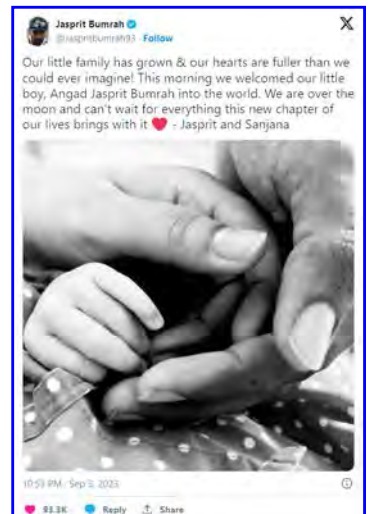 Jasprit Bumrah
@Jaspritbumrah93 · Follow
Our little family has grown & our hearts are fuller than we
could ever imagine! This morning we welcomed our little
boy, Angad Jasprit Bumrah into the world. We are over the
moon and can't wait for everything this new chapter of
our lives brings with it ❤️ - Jasprit and Sanjana
10:53 PM · Sep 3, 2023
93.3K Reply Share